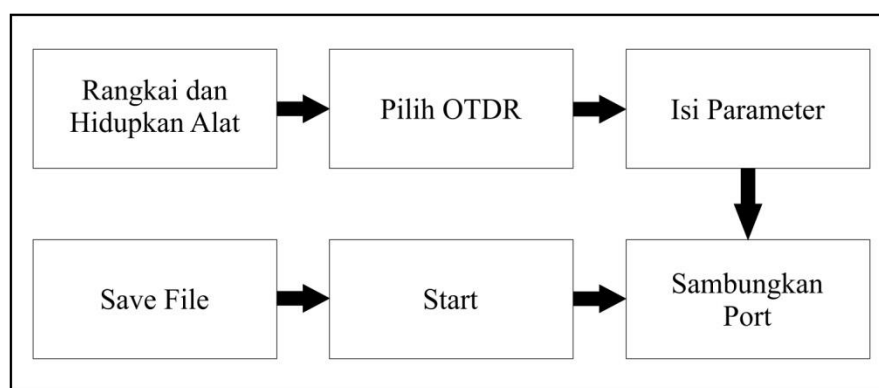 Rangkai dan
Hidupkan Alat
Pilih OTDR
Isi Parameter
Save File
Start
Sambungkan
Port